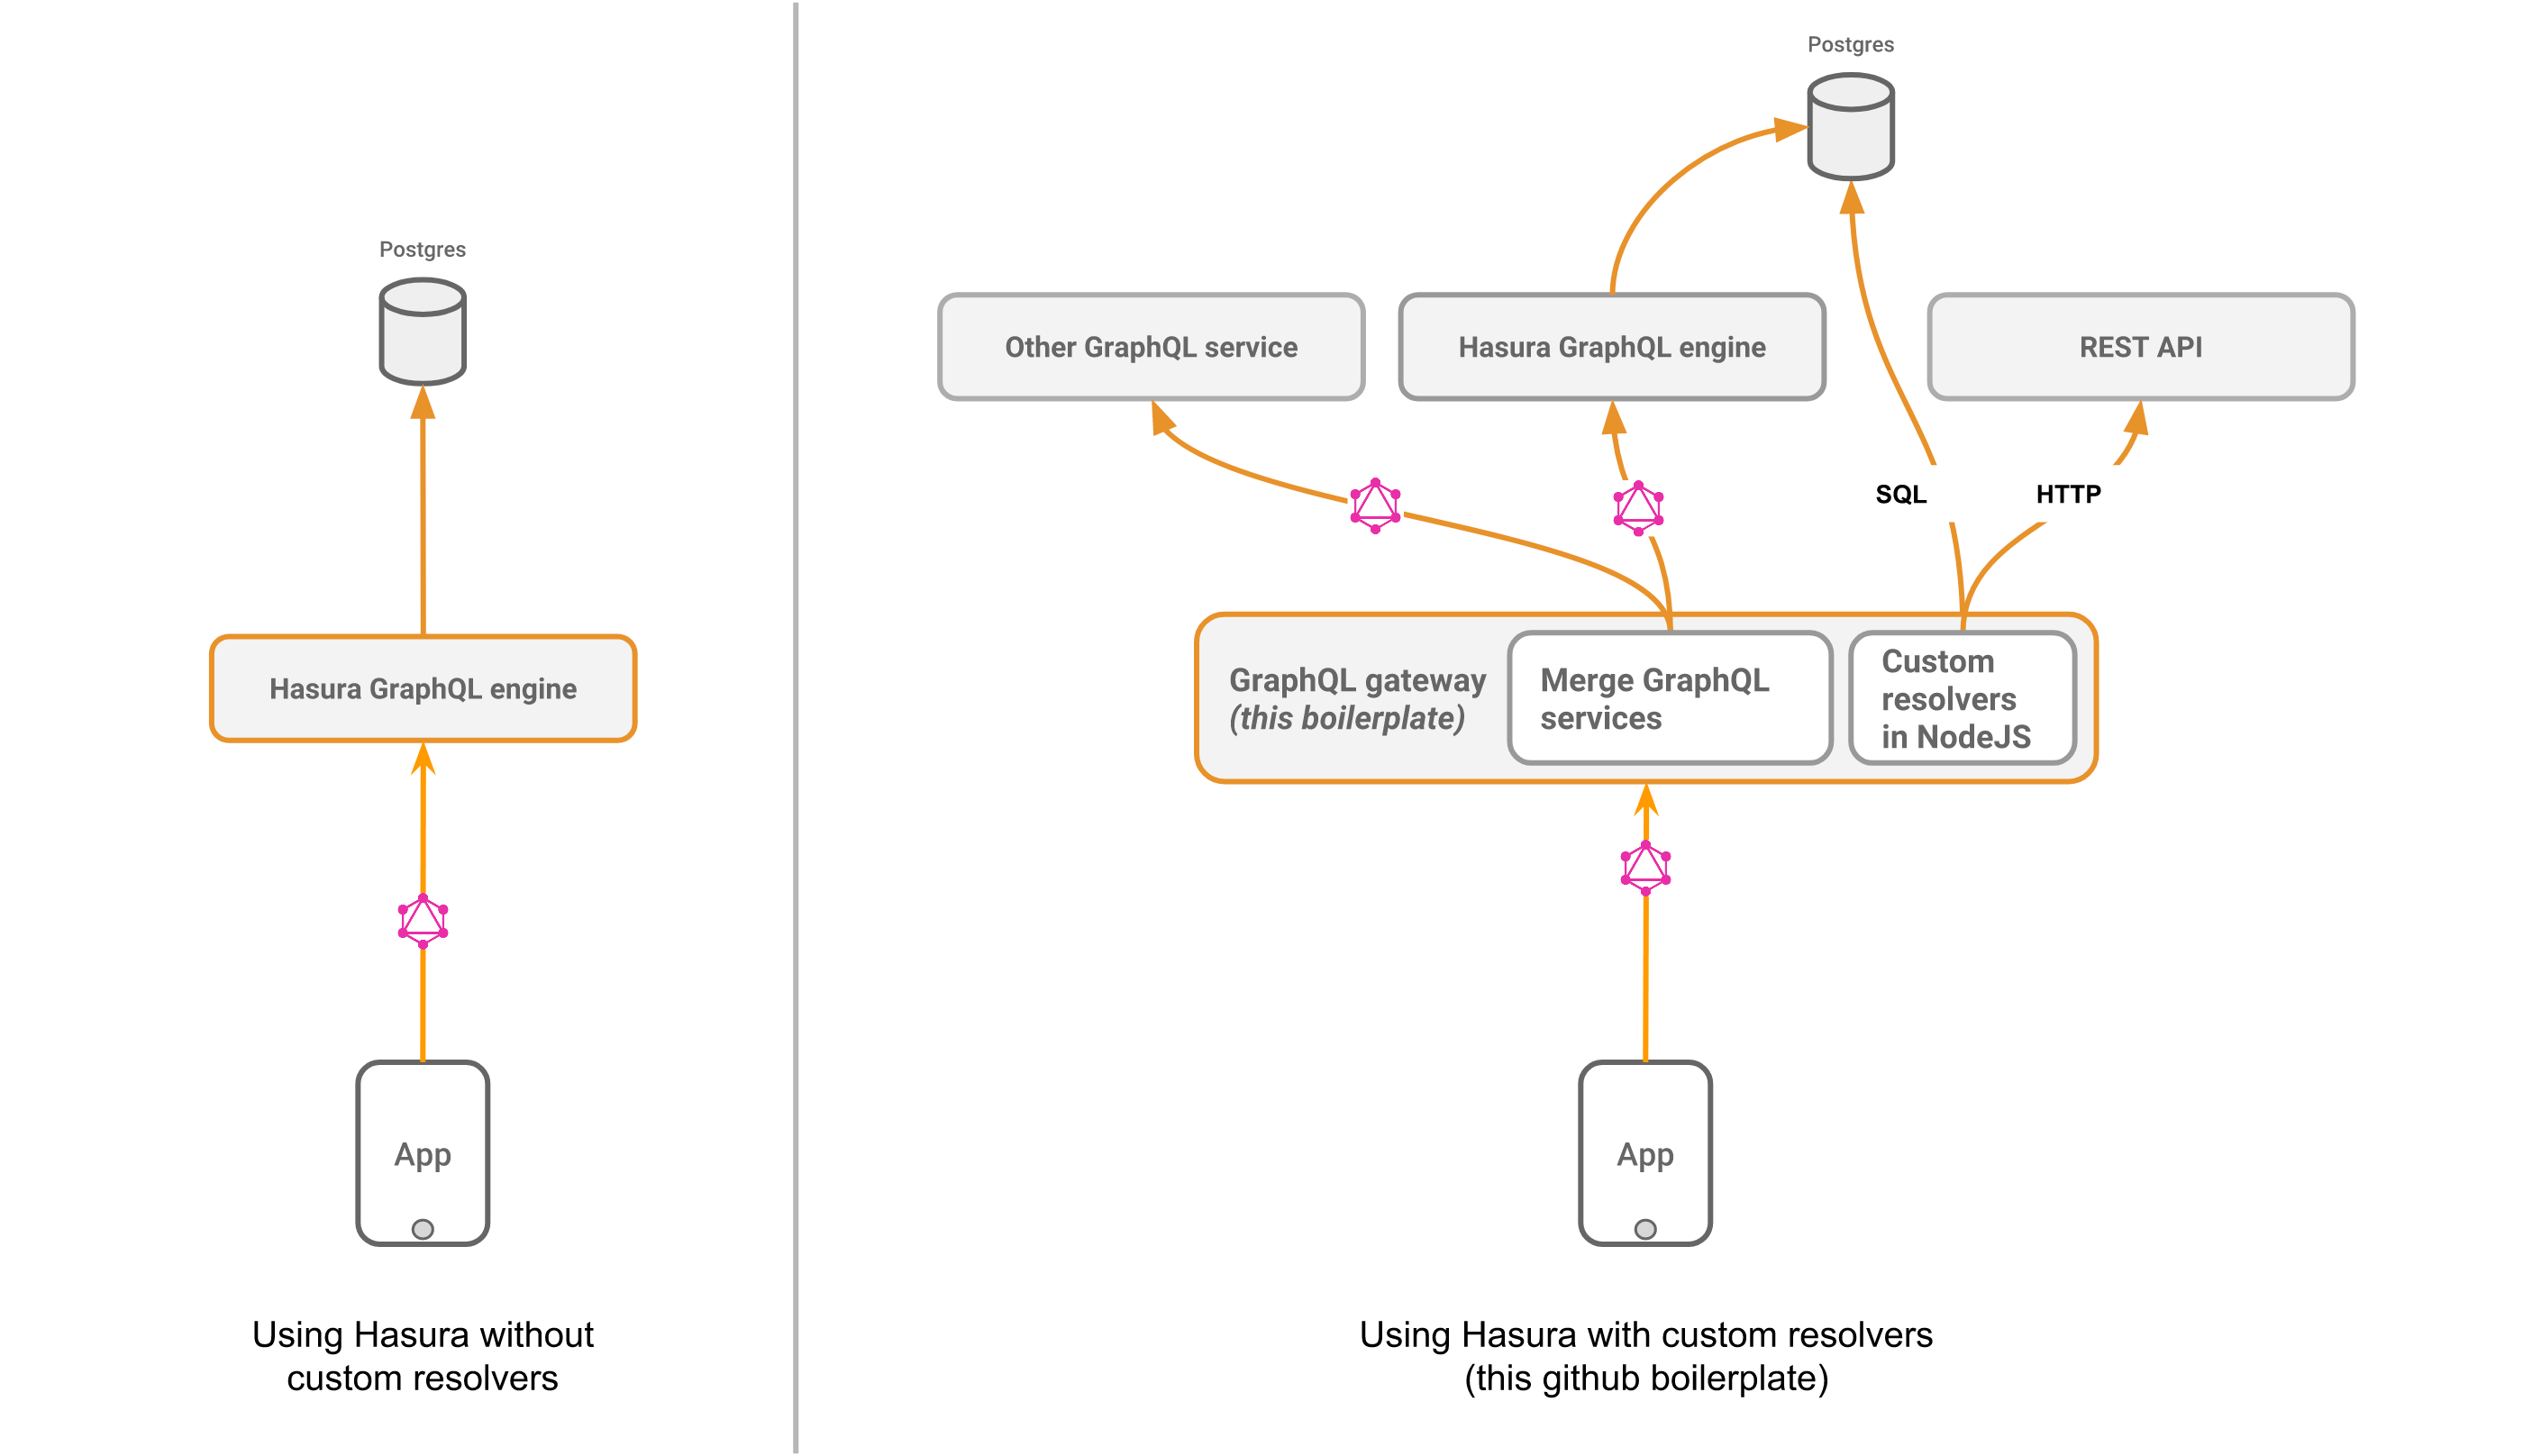 Postgres
Hasura GraphQL engine
App
Using Hasura without
custom resolvers
Postgres
Other GraphQL service
Hasura GraphQL engine
REST API
SQL
HTTP
GraphQL gateway
(this boilerplate)
Merge GraphQL
services
Custom
resolvers
in NodeJS
App
Using Hasura with custom resolvers
(this github boilerplate)